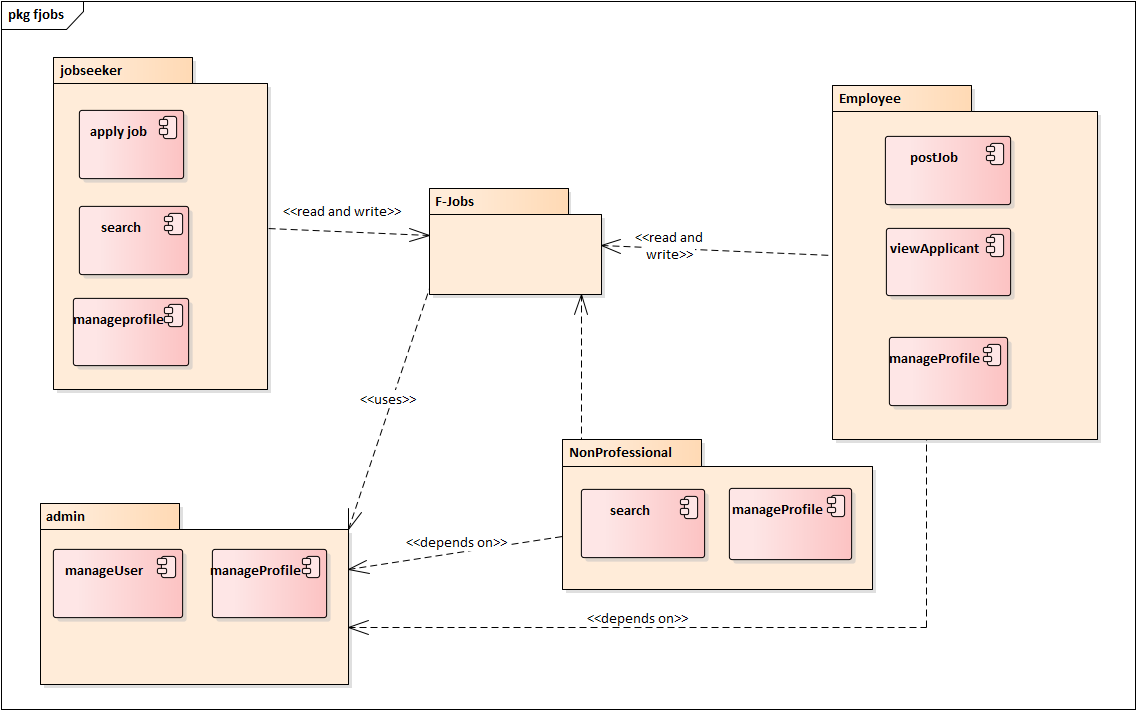 pkg fjobs
jobseeker
apply job
search
manageprofile
<<read and write>>
F-Jobs
<<read and
write>>
Employee
postJob
viewApplicant
manageProfile
<<uses>>
NonProfessional
search
manageProfile
<<depends on>>
admin
manageUser
manageProfile
<<depends on>>